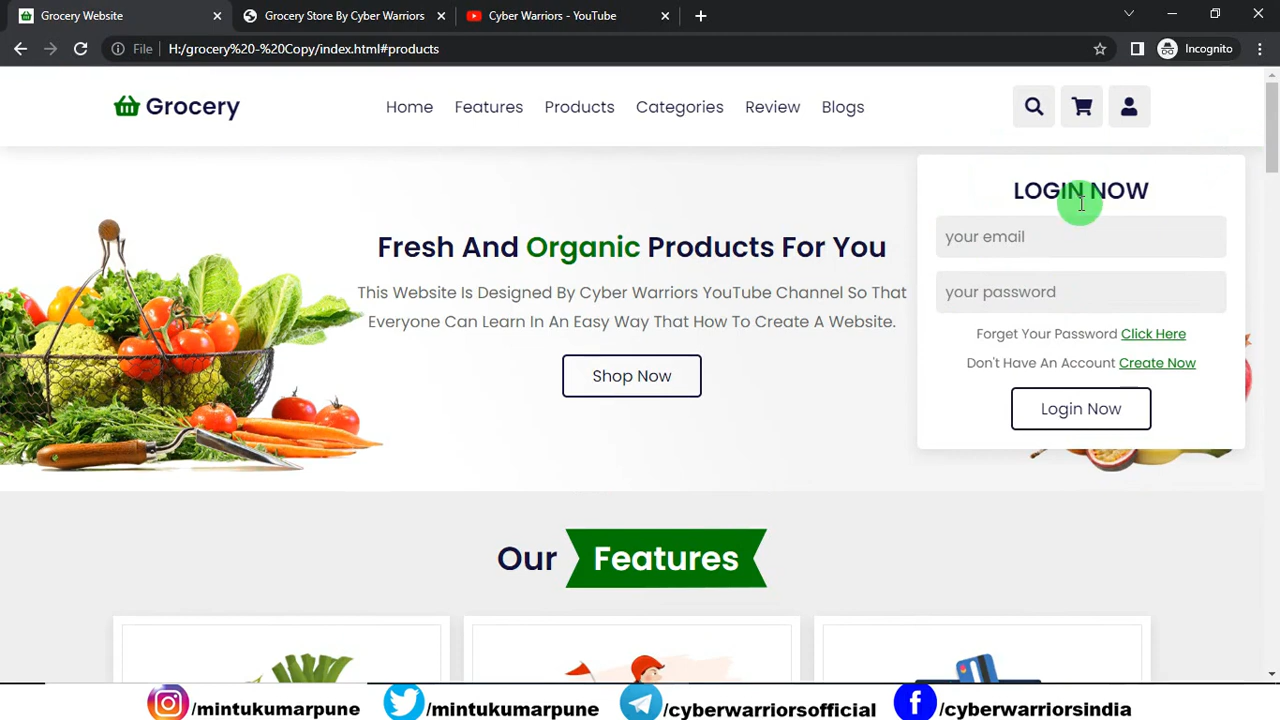 Grocery Website
Grocery Store By Cyber Warriors
Cyber Warriors - YouTube
File
H:/grocery%20-%20Copy/index.html#products
Incognito
Grocery
Home
Features
Products
Categories
Review
Blogs
LOGIN NOW
your email
your password
Forget Your Password Click Here
Don't Have An Account Create Now
Login Now
Fresh And Organic Products For You
This Website Is Designed By Cyber Warriors YouTube Channel So That
Everyone Can Learn In An Easy Way That How To Create A Website.
Shop Now
Our Features
/mintukumarpune
/mintukumarpune
/cyberwarriorsofficial
/cyberwarriorsindia